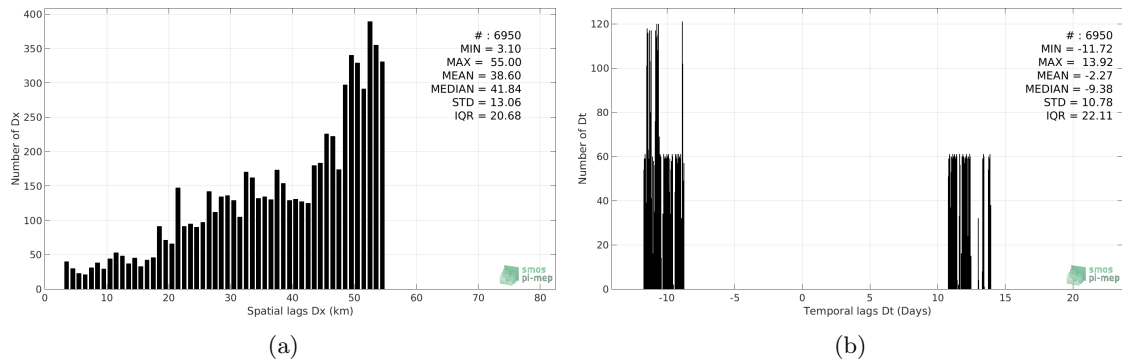 400
350
300
250
200
150
100
50
0
Number of Dx
0 10 20 30 40 50 60 70 80
Spatial lags Dx (km)
# : 6950
MIN = 3.10
MAX = 55.00
MEAN = 38.60
MEDIAN = 41.84
STD = 13.06
IQR = 20.68
smos
pi-mep
(a)
120
100
80
60
40
20
0
Number of Dt
-10 -5 0 5 10 15 20
Temporal lags Dt (Days)
# : 6950
MIN = -11.72
MAX = 13.92
MEAN = -2.27
MEDIAN = -9.38
STD = 10.78
IQR = 22.11
smos
pi-mep
(b)